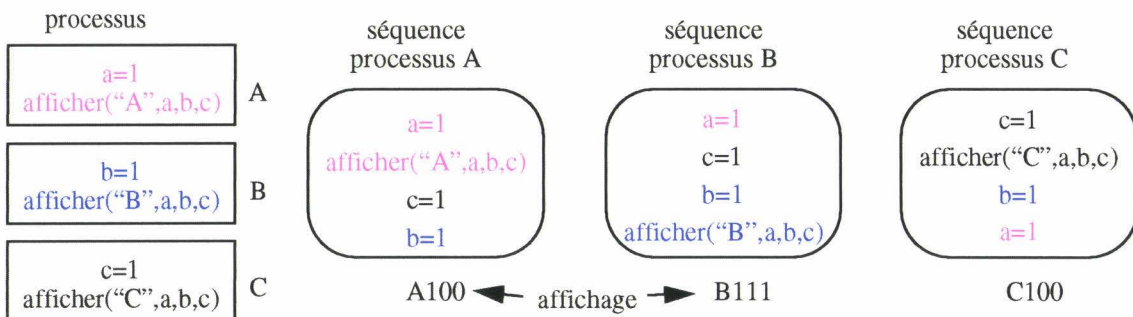 processus
a=1
afficher("A",a,b,c)
A
b=1
afficher("B",a,b,c)
B
c=1
afficher("C",a,b,c)
C
séquence
processus A
a=1
afficher("A",a,b,c)
c=1
b=1
A100
affichage
séquence
processus B
a=1
c=1
b=1
afficher("B",a,b,c)
B111
séquence
processus C
c=1
afficher("C",a,b,c)
b=1
a=1
C100